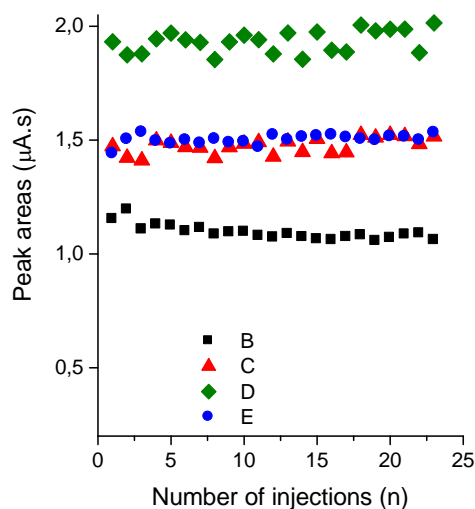 2,0
1,5
1,0
0,5
Peak areas (µA.s)
B
C
D
E
0 5 10 15 20 25
Number of injections (n)